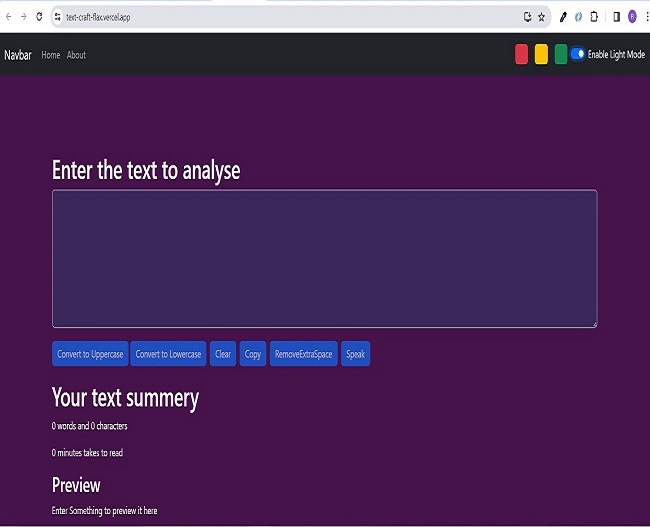 text-craft-flax.vercel.app
Navbar Home About Enable Light Mode
Enter the text to analyse
Convert to Uppercase Convert to Lowercase Clear Copy RemoveExtraSpace Speak
Your text summery
0 words and 0 characters
0 minutes takes to read
Preview
Enter Something to preview it here